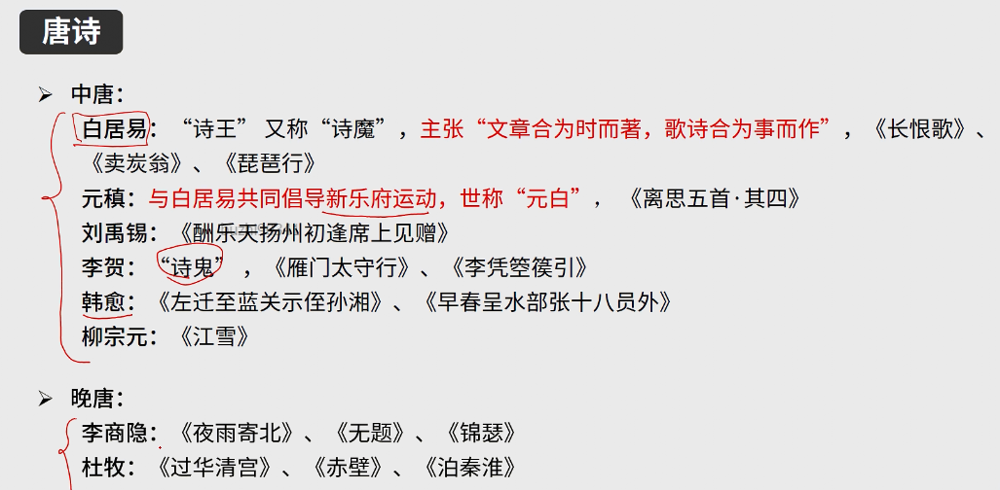 唐诗
➢ 中唐：
白居易：“诗王” 又称“诗魔”，主张“文章合为时而著，歌诗合为事而作”，《长恨歌》、
《卖炭翁》、《琵琶行》
元稹：与白居易共同倡导新乐府运动，世称“元白”，《离思五首·其四》
刘禹锡：《酬乐天扬州初逢席上见赠》
李贺：“诗鬼”，《雁门太守行》、《李凭箜篌引》
韩愈：《左迁至蓝关示侄孙湘》、《早春呈水部张十八员外》
柳宗元：《江雪》
➢ 晚唐：
李商隐：《夜雨寄北》、《无题》、《锦瑟》
杜牧：《过华清宫》、《赤壁》、《泊秦淮》